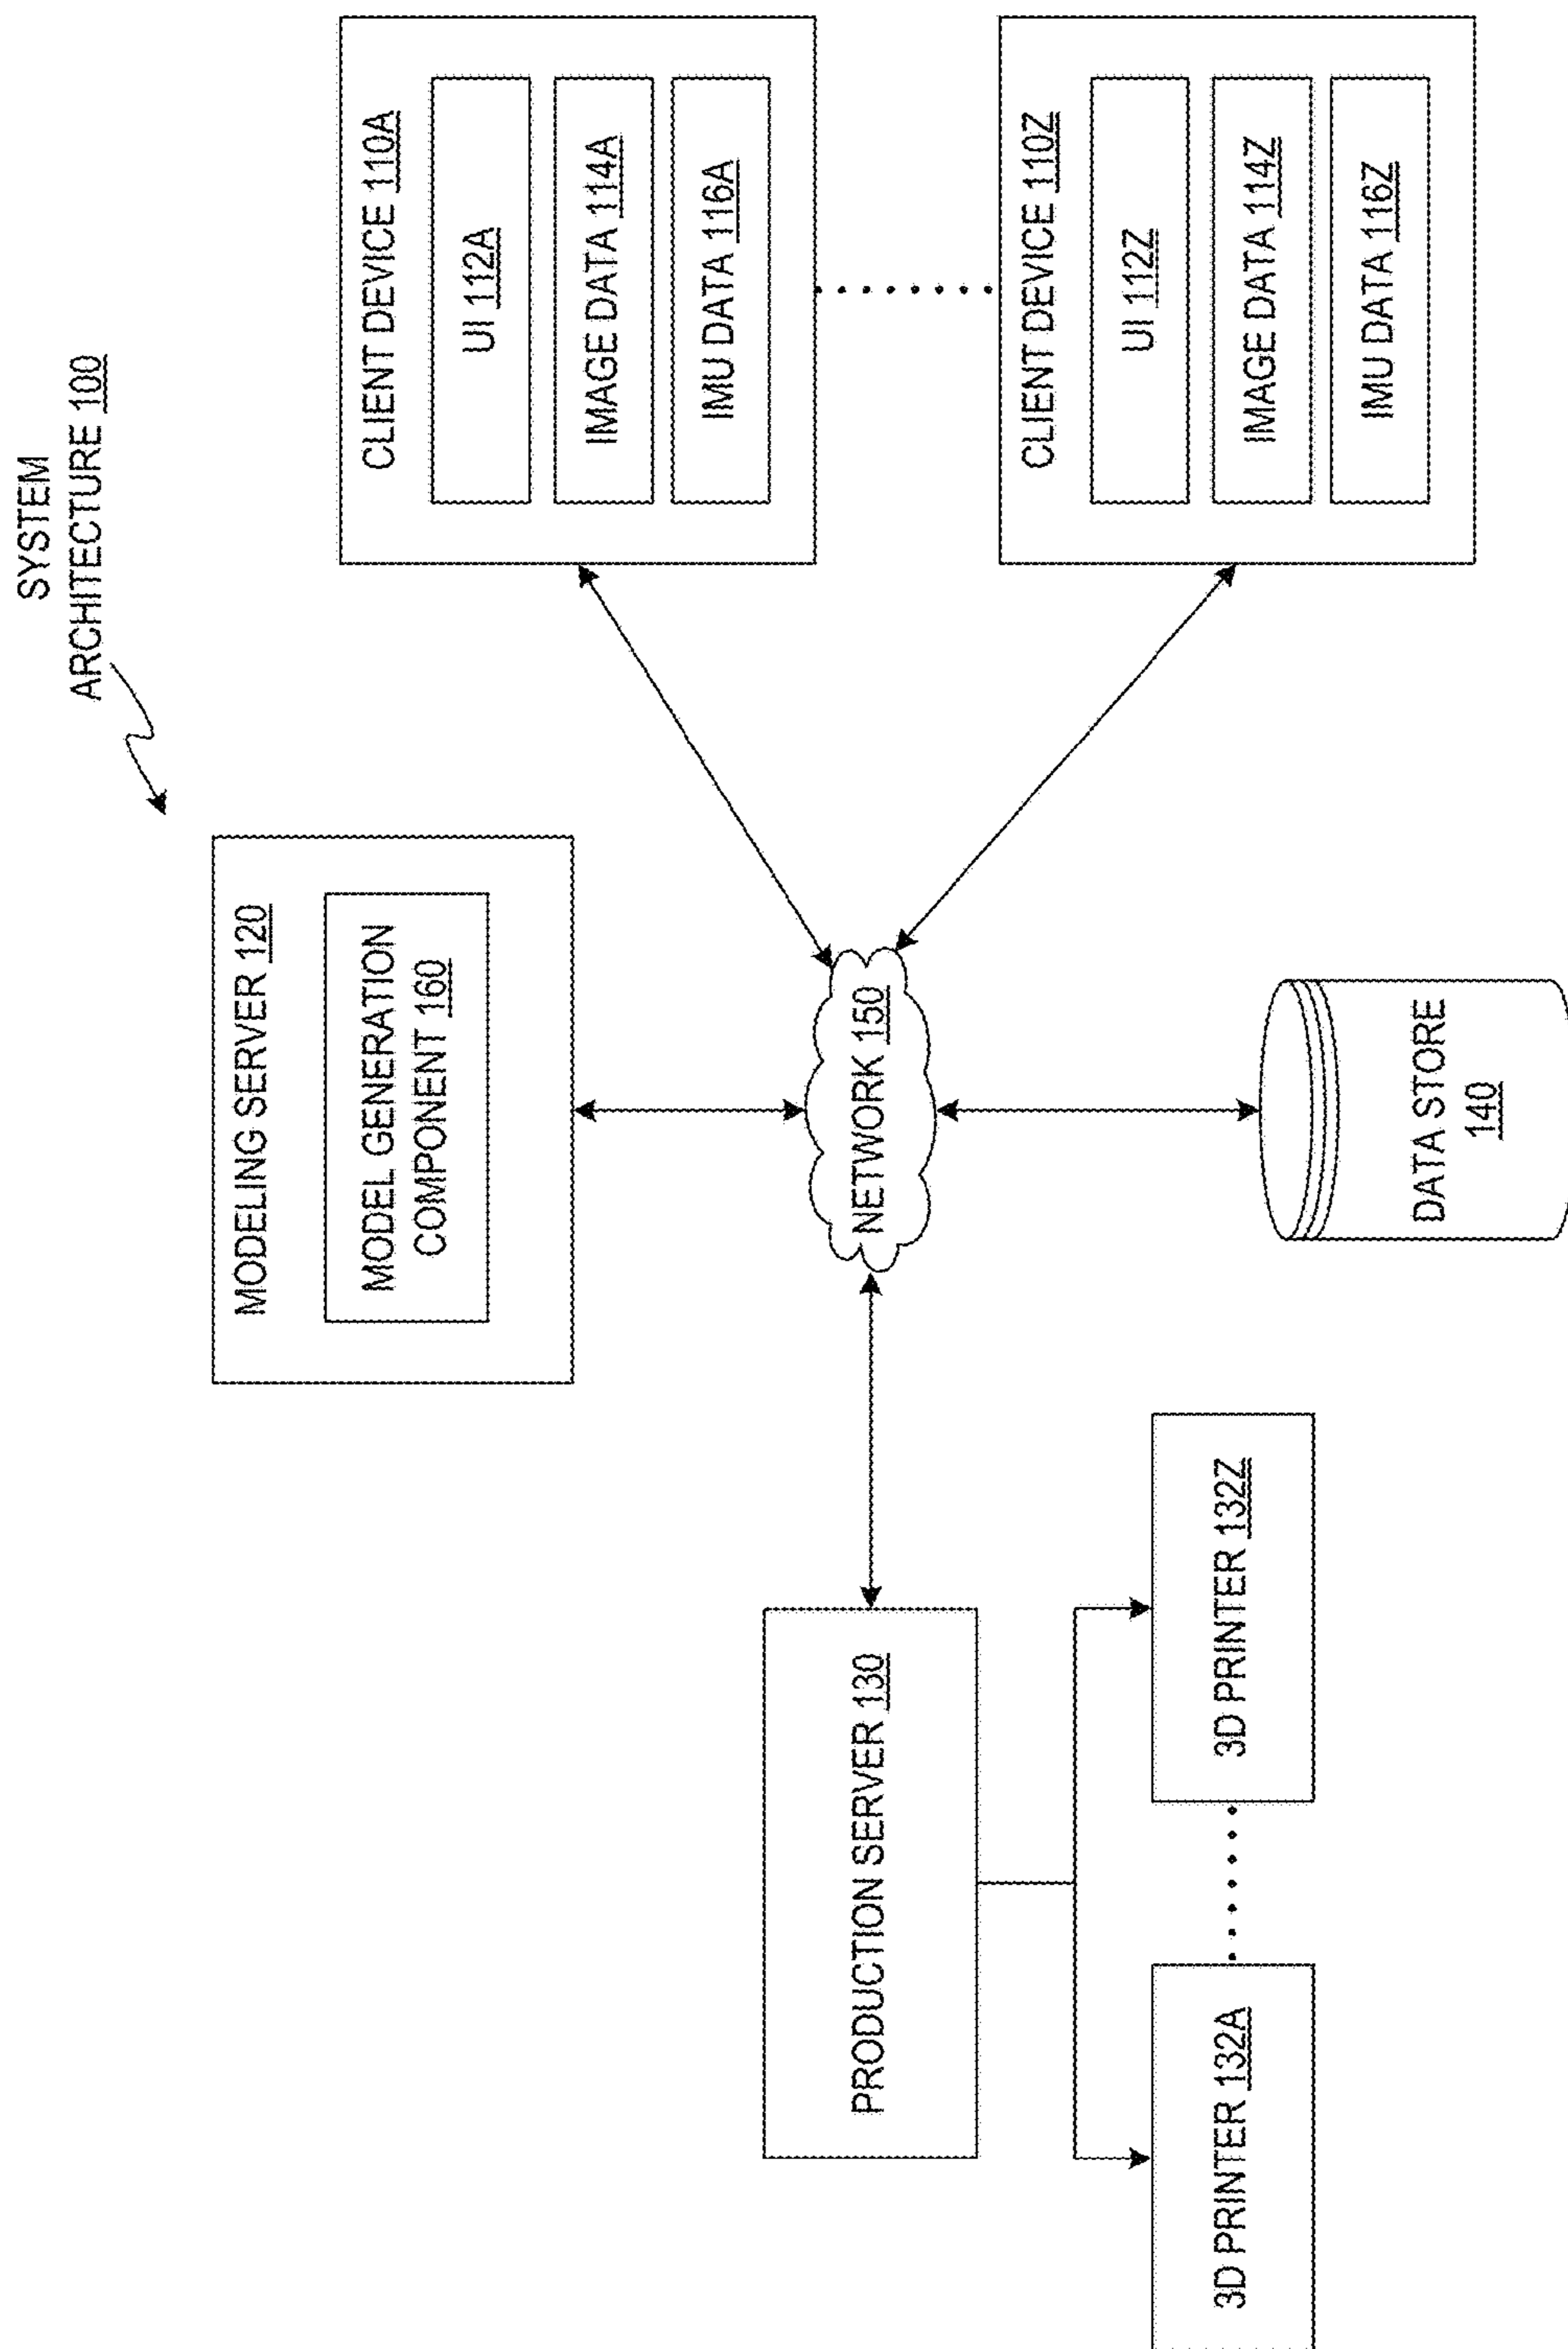 SYSTEM
ARCHITECTURE 100
MODELING SERVER 120
MODEL GENERATION
COMPONENT 160
CLIENT DEVICE 110A
UI 112A
IMAGE DATA 114A
IMU DATA 116A
PRODUCTION SERVER 130
NETWORK 150
3D PRINTER 132A
3D PRINTER 132Z
DATA STORE
140
CLIENT DEVICE 110Z
UI 112Z
IMAGE DATA 114Z
IMU DATA 116Z